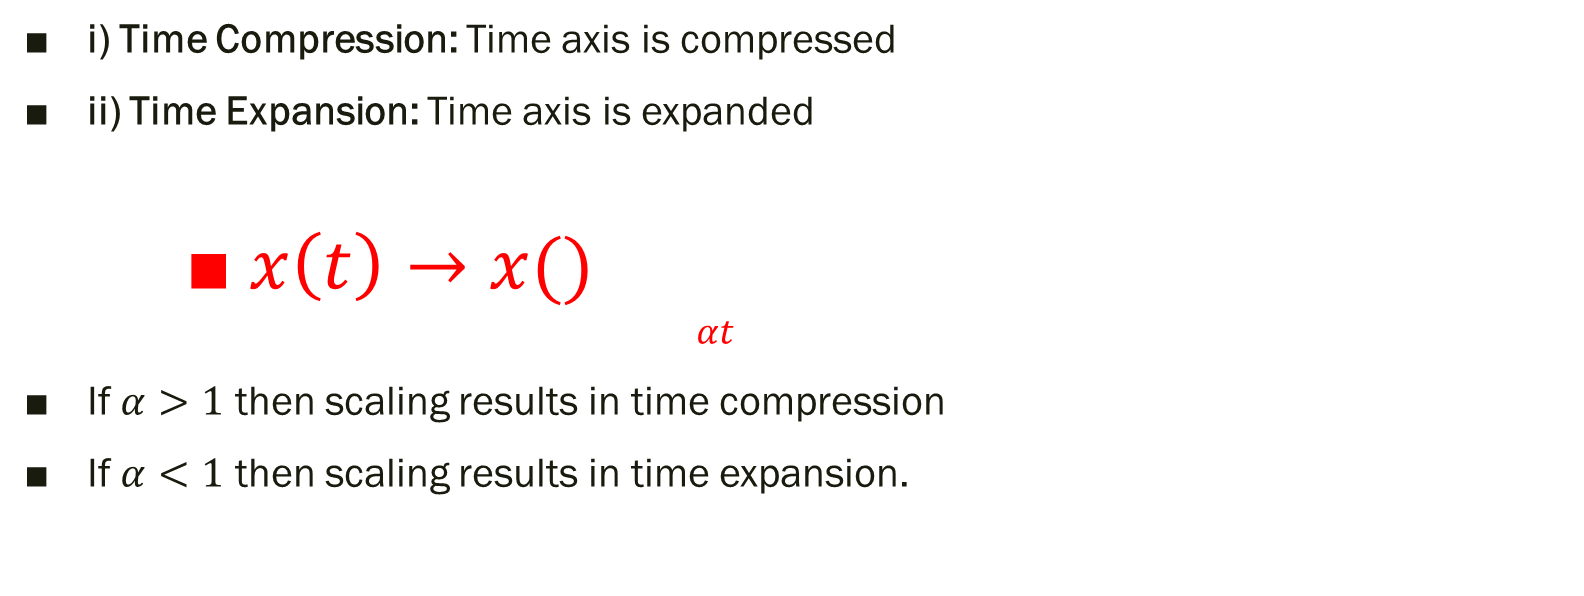 ▪ i) Time Compression: Time axis is compressed
▪ ii) Time Expansion: Time axis is expanded
▪ 𝑥(𝑡) → 𝑥()
𝛼𝑡
▪ If 𝛼 > 1 then scaling results in time compression
▪ If 𝛼 < 1 then scaling results in time expansion.